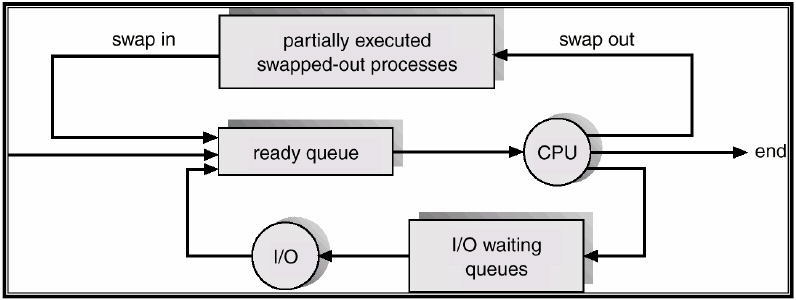 swap in
partially executed
swapped-out processes
swap out
ready queue
CPU
end
I/O
I/O waiting
queues